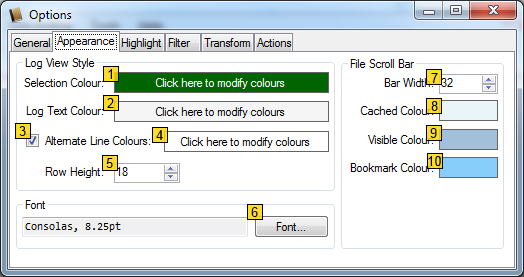 Options
General Appearance Highlight Filter Transform Actions
Log View Style
1
Selection Colour: Click here to modify colours
2
Log Text Colour: Click here to modify colours
3 Alternate Line Colours: 4 Click here to modify colours
5
Row Height: 18
Font
6
Consolas, 8.25pt Font...
File Scroll Bar
7
Bar Width: 32
8
Cached Colour:
9
Visible Colour:
10
Bookmark Colour: